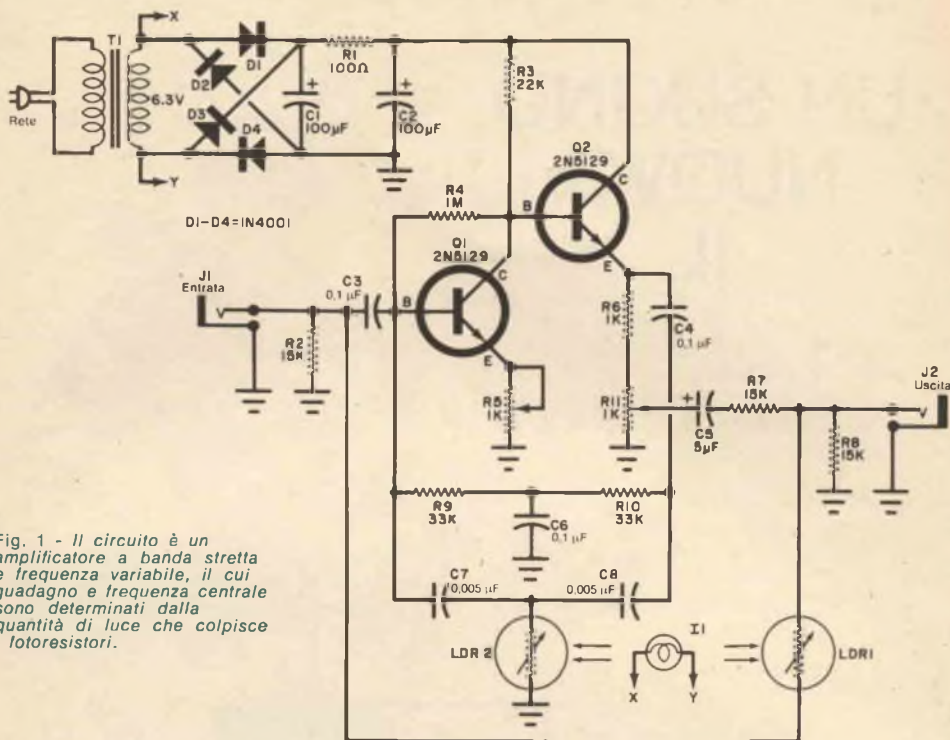 X
T1
D1
R1
100Ω
D2
6.3V
Rete
D3
D4
+
C1
100µF
+
C2
100µF
Y
D1-D4=1N4001
R3
22K
Q2
2N5129
C
B
E
R4
1M
Q1
2N5129
C
B
E
J1
Entrata
C3
0,1 µF
R2
15K
R5
1K
R6
1K
C4
0,1 µF
R11
1K
+
C5
5µF
R7
15K
J2
Uscita
R8
15K
R9
33K
R10
33K
C6
0,1 µF
C7
0,005 µF
C8
0,005 µF
LDR 2
I1
X
Y
LDR1
Fig. 1 - Il circuito è un
amplificatore a banda stretta
e frequenza variabile, il cui
guadagno e frequenza centrale
sono determinati dalla
quantità di luce che colpisce
fotoresistori.